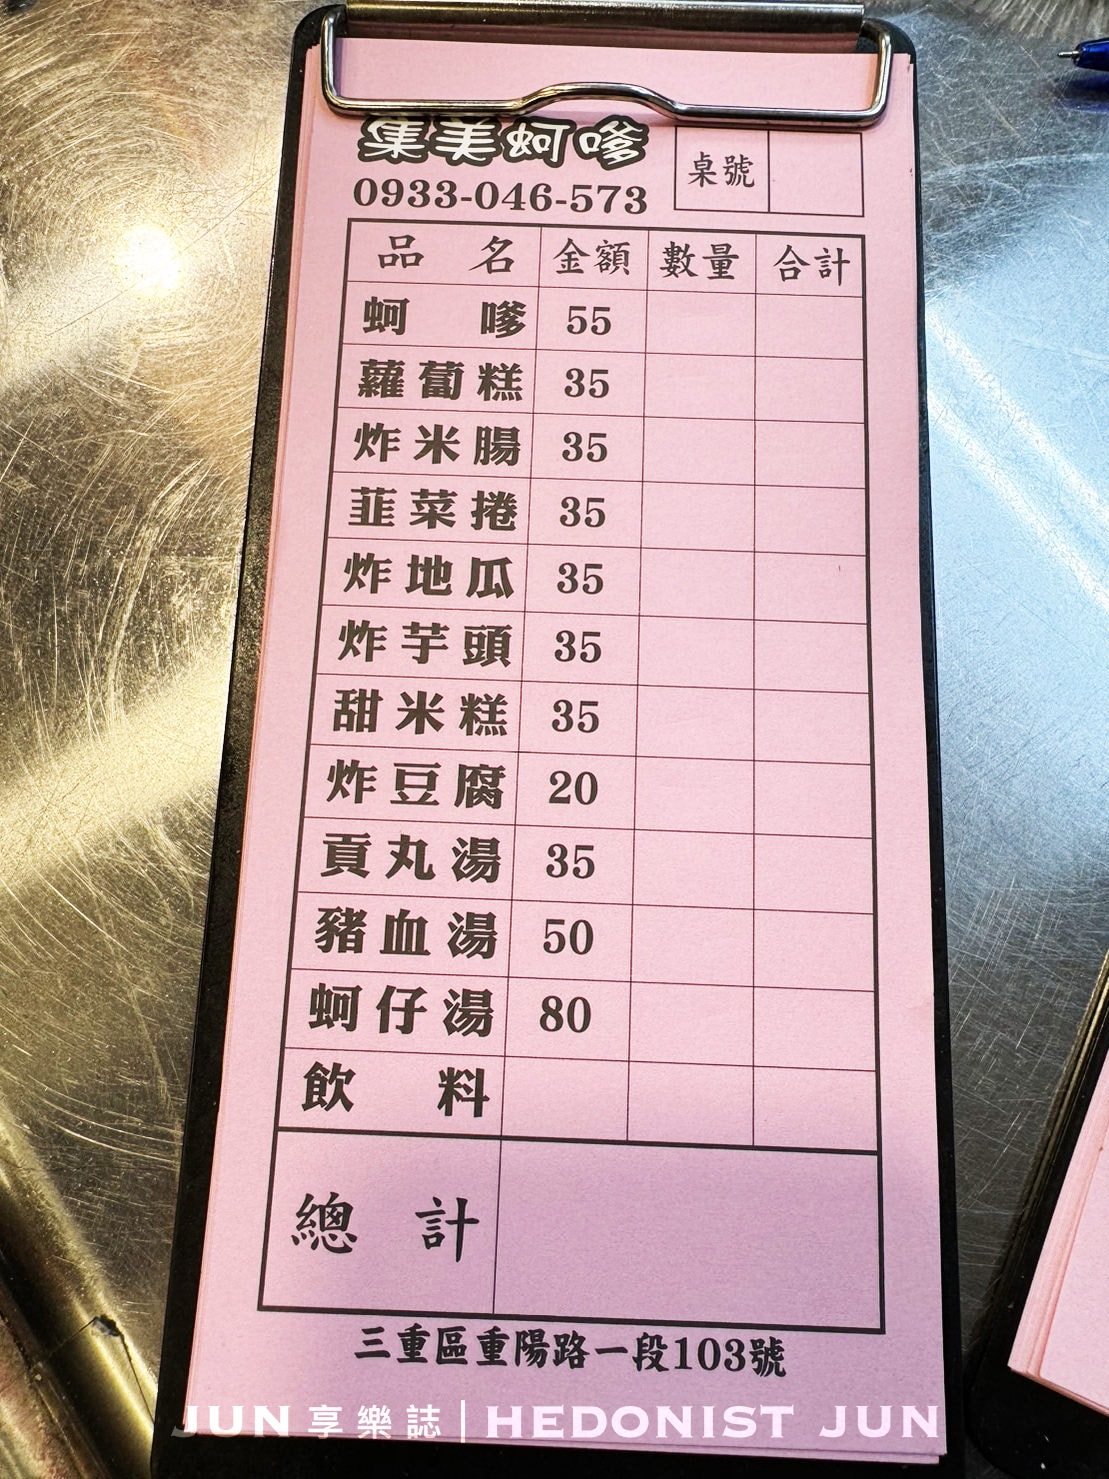 集美蚵嗲
0933-046-573
桌號
品名 金額 數量 合計
蚵嗲 55
蘿蔔糕 35
炸米腸 35
韮菜捲 35
炸地瓜 35
炸芋頭 35
甜米糕 35
炸豆腐 20
貢丸湯 35
豬血湯 50
蚵仔湯 80
飲料
總計
三重區重陽路一段103號
JUN享樂誌|HEDONIST JUN